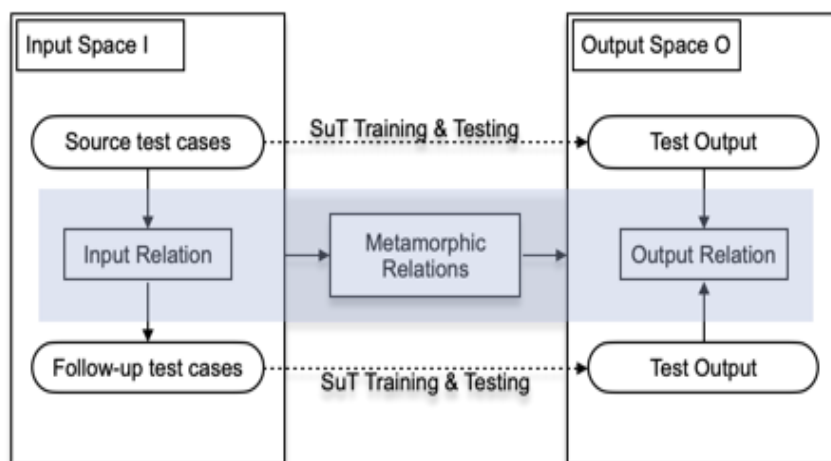 Input Space I
Output Space O
Source test cases
SuT Training & Testing
Test Output
Input Relation
Metamorphic
Relations
Output Relation
Follow-up test cases
SuT Training & Testing
Test Output